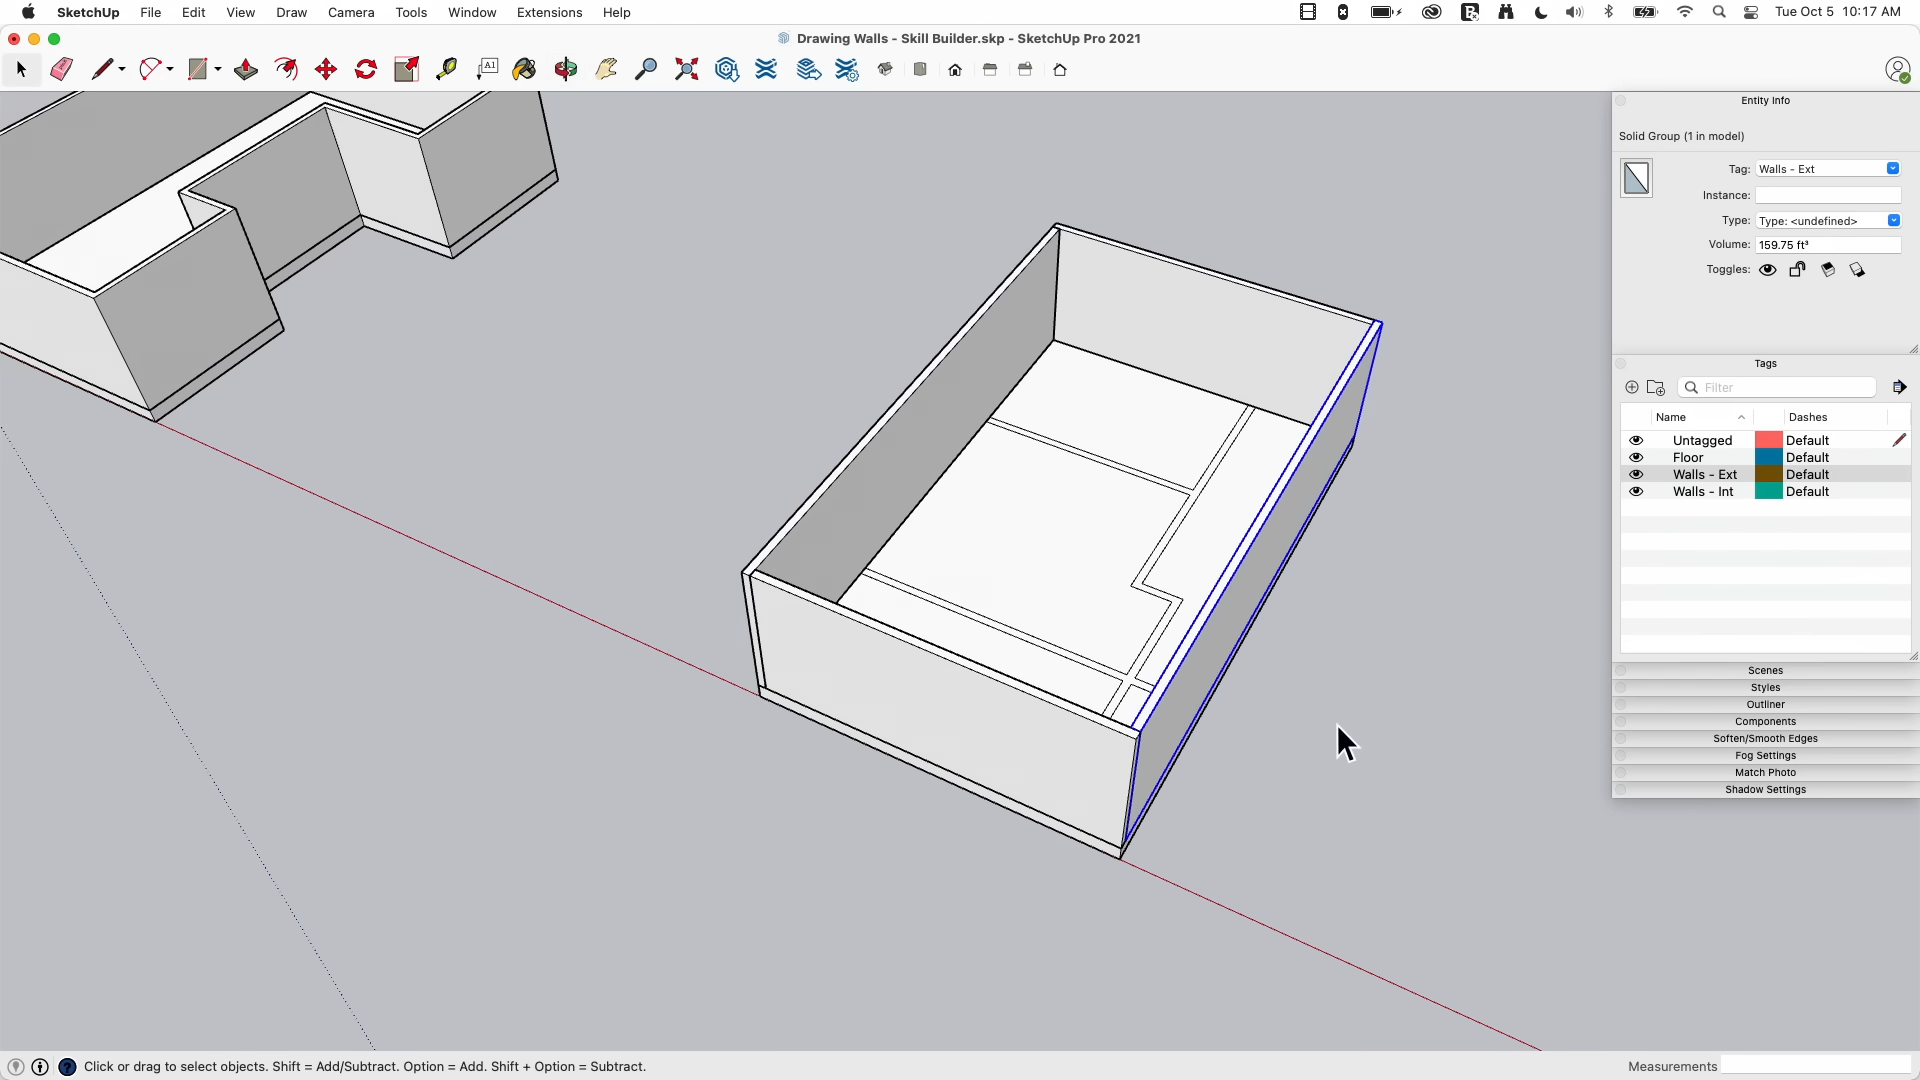 SketchUp File Edit View Draw Camera Tools Window Extensions Help Tue Oct 5 10:17 AM
Drawing Walls - Skill Builder.skp - SketchUp Pro 2021
A1
Entity Info
Solid Group (1 in model)
Tag: Walls - Ext
Instance:
Type: Type: <undefined>
Volume: 159.75 ft³
Toggles:
Tags
Filter
Name Dashes
Untagged Default
Floor Default
Walls - Ext Default
Walls - Int Default
Scenes
Styles
Outliner
Components
Soften/Smooth Edges
Fog Settings
Match Photo
Shadow Settings
Click or drag to select objects. Shift = Add/Subtract. Option = Add. Shift + Option = Subtract.
Measurements